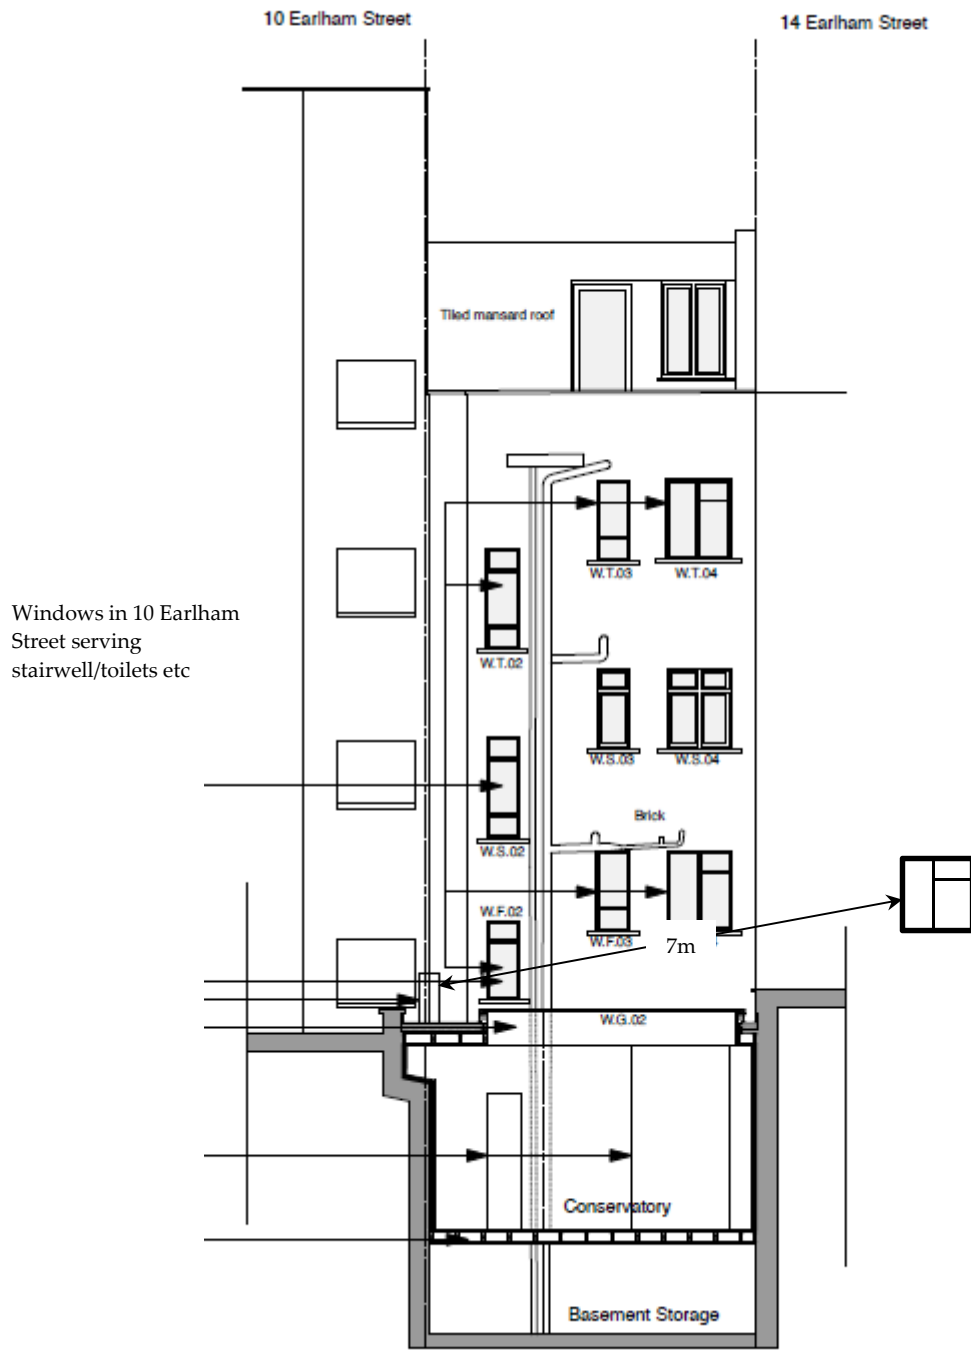 10 Earlham Street
14 Earlham Street
Tiled mansard roof
W.T.03
W.T.04
Windows in 10 Earlham
Street serving
stairwell/toilets etc
W.T.02
W.S.03
W.S.04
Brick
W.S.02
W.F.02
W.F.03
7m
W.G.02
Conservatory
Basement Storage